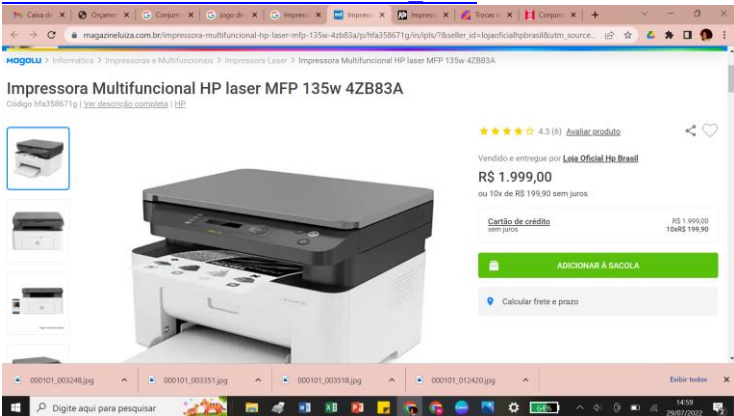 Caixa de
Orçamen
Conjunt
jogo de
Impress
Impress
Impress
Trocas e
Conjunt
magazineluiza.com.br/impressora-multifuncional-hp-laser-mfp-135w-4zb83a/p/hfa358671g/in/ipls/?&seller_id=lojaoficialhpbrasil&utm_source...
Magalu > Informática > Impressoras e Multifuncionais > Impressora Laser > Impressora Multifuncional HP laser MFP 135w 4ZB83A
Impressora Multifuncional HP laser MFP 135w 4ZB83A
Código hfa358671g | Ver descrição completa | HP
4.3 (6) Avaliar produto
Vendido e entregue por Loja Oficial Hp Brasil
R$ 1.999,00
ou 10x de R$ 199,90 sem juros
Cartão de crédito R$ 1.999,00
sem juros 10xR$ 199,90
ADICIONAR À SACOLA
Calcular frete e prazo
000101_003248.jpg
000101_003351.jpg
000101_003518.jpg
000101_012420.jpg
Exibir todos
Digite aqui para pesquisar
64%
14:59
29/07/2022